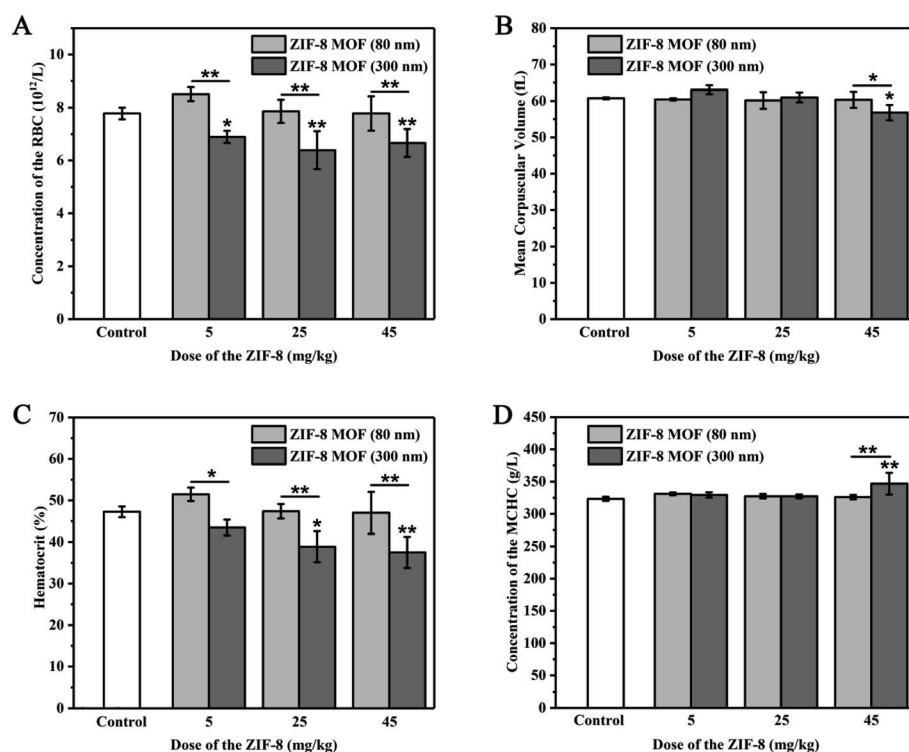 A
ZIF-8 MOF (80 nm)
ZIF-8 MOF (300 nm)
Concentration of the RBC (10¹²/L)
12
10
8
6
4
2
0
**
*
**
**
**
**
Control
5
25
45
Dose of the ZIF-8 (mg/kg)
B
ZIF-8 MOF (80 nm)
ZIF-8 MOF (300 nm)
Mean Corpuscular Volume (fL)
90
80
70
60
50
40
30
20
10
0
*
*
Control
5
25
45
Dose of the ZIF-8 (mg/kg)
C
ZIF-8 MOF (80 nm)
ZIF-8 MOF (300 nm)
Hematocrit (%)
70
60
50
40
30
20
10
0
*
**
*
**
**
Control
5
25
45
Dose of the ZIF-8 (mg/kg)
D
ZIF-8 MOF (80 nm)
ZIF-8 MOF (300 nm)
Concentration of the MCHC (g/L)
450
400
350
300
250
200
150
100
50
0
**
**
Control
5
25
45
Dose of the ZIF-8 (mg/kg)